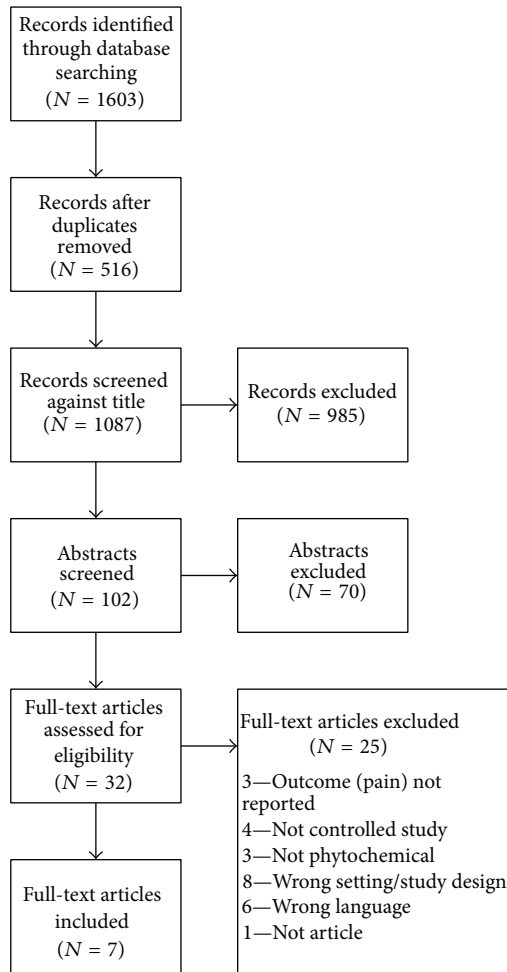 Records identified
through database
searching
(N = 1603)
Records after
duplicates
removed
(N = 516)
Records screened
against title
(N = 1087)
Records excluded
(N = 985)
Abstracts
screened
(N = 102)
Abstracts
excluded
(N = 70)
Full-text articles
assessed for
eligibility
(N = 32)
Full-text articles excluded
(N = 25)
3—Outcome (pain) not
reported
4—Not controlled study
3—Not phytochemical
8—Wrong setting/study design
6—Wrong language
1—Not article
Full-text articles
included
(N = 7)